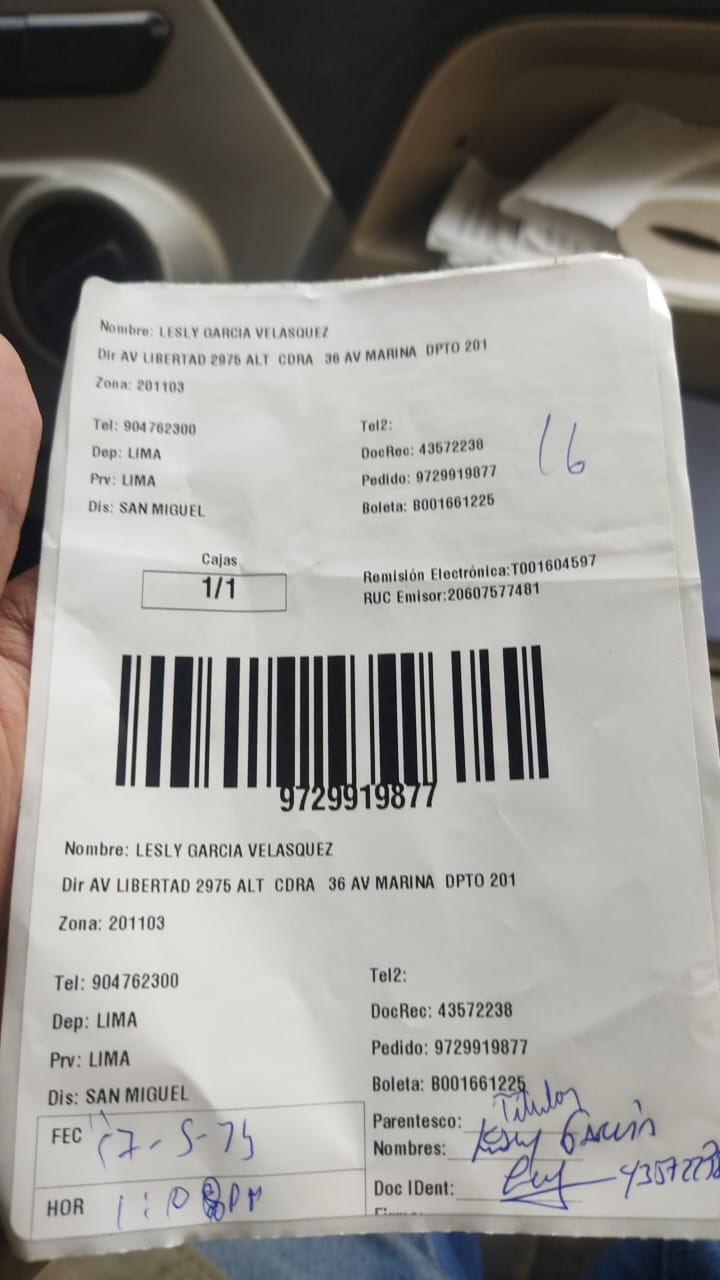 Nombre: LESLY GARCIA VELASQUEZ
Dir AV LIBERTAD 2975 ALT CDRA 36 AV MARINA DPTO 201
Zona: 201103
Tel: 904762300 Tel2:
Dep: LIMA DocRec: 43572238
Prv: LIMA Pedido: 9729919877
Dis: SAN MIGUEL Boleta: B001661225
16
Cajas
1/1
Remisión Electrónica:T001604597
RUC Emisor:20607577481
9729919877
Nombre: LESLY GARCIA VELASQUEZ
Dir AV LIBERTAD 2975 ALT CDRA 36 AV MARINA DPTO 201
Zona: 201103
Tel: 904762300 Tel2:
Dep: LIMA DocRec: 43572238
Prv: LIMA Pedido: 9729919877
Dis: SAN MIGUEL Boleta: B001661225
FEC
HOR
Parentesco: Titular
Nombres: Lesly García
Doc IDent: 43572238